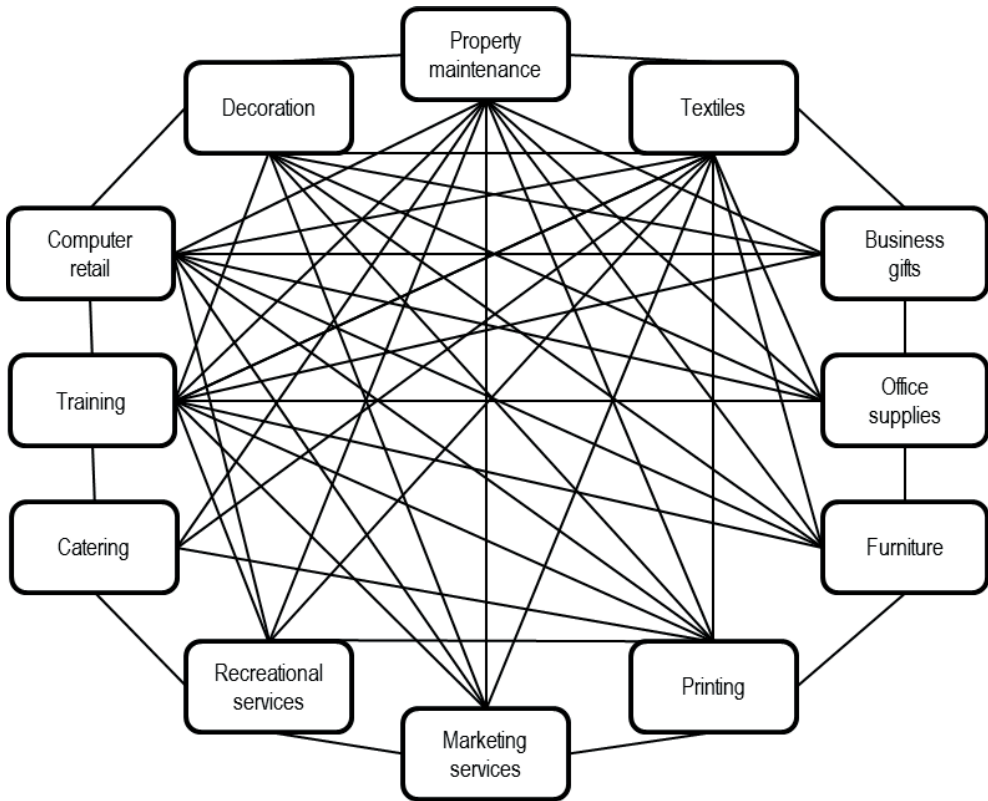 Property
maintenance
Decoration
Textiles
Computer
retail
Business
gifts
Training
Office
supplies
Catering
Furniture
Recreational
services
Printing
Marketing
services